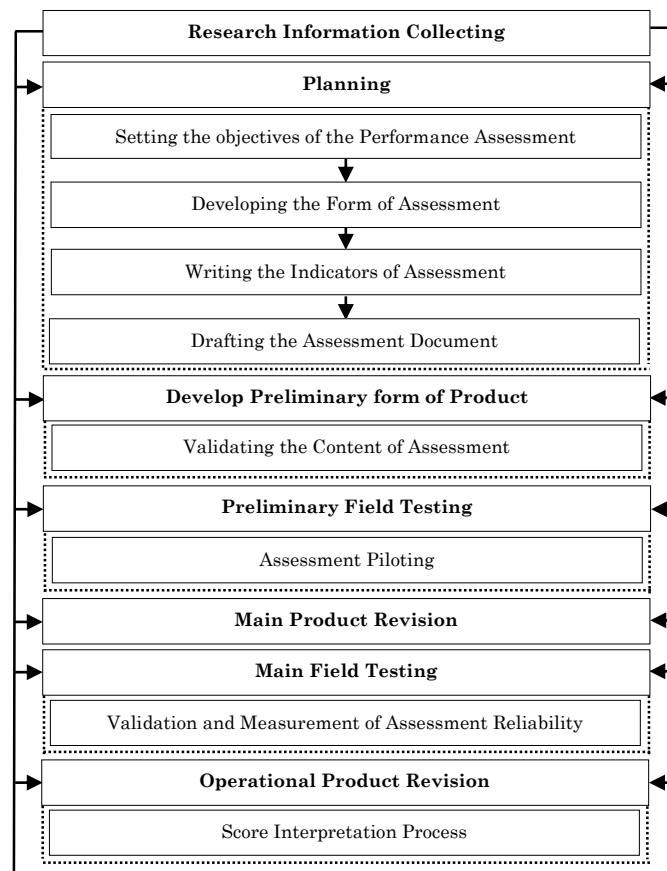 Research Information Collecting
Planning
Setting the objectives of the Performance Assessment
Developing the Form of Assessment
Writing the Indicators of Assessment
Drafting the Assessment Document
Develop Preliminary form of Product
Validating the Content of Assessment
Preliminary Field Testing
Assessment Piloting
Main Product Revision
Main Field Testing
Validation and Measurement of Assessment Reliability
Operational Product Revision
Score Interpretation Process